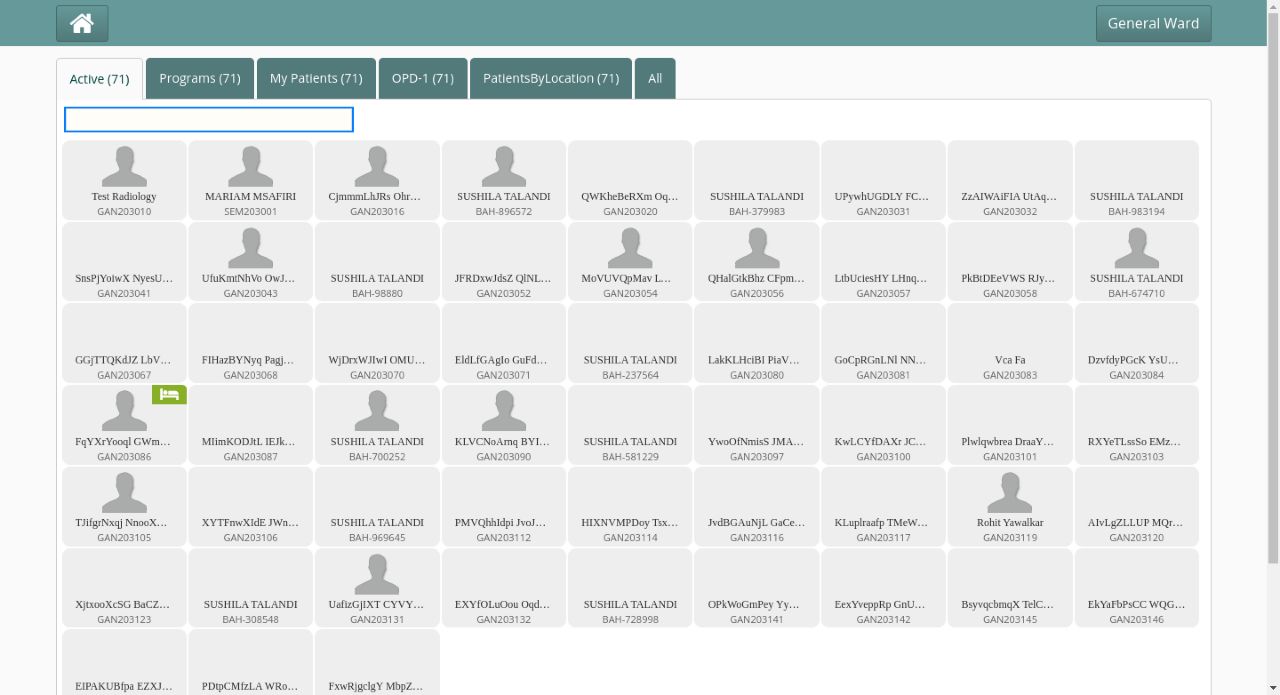 General Ward
Active (71) Programs (71) My Patients (71) OPD-1 (71) PatientsByLocation (71) All
Test Radiology MARIAM MSAFIRI CjmmmLhJRs Ohr… SUSHILA TALANDI QWKheBeRXm Oq… SUSHILA TALANDI UPywhUGDLY FC… ZzAIWAiFIA UtAq… SUSHILA TALANDI
GAN203010 SEM203001 GAN203016 BAH-896572 GAN203020 BAH-379983 GAN203031 GAN203032 BAH-983194
SnsPjYoiwX NyesU… UfuKmtNhVo OwJ… SUSHILA TALANDI JFRDxwJdsZ QlNL… MoVUVQpMav L… QHalGtkBhz CFpm… LtbUciesHY LHnq… PkBtDEeVWS RJy… SUSHILA TALANDI
GAN203041 GAN203043 BAH-98880 GAN203052 GAN203054 GAN203056 GAN203057 GAN203058 BAH-674710
GGjTTQKdJZ LbV… FIHazBYNyq Pagj… WjDrxWJIwI OMU… EldLfGAgIo GuFd… SUSHILA TALANDI LakKLHciBI PiaV… GoCpRGnLNl NN… Vca Fa DzvfdyPGcK YsU…
GAN203067 GAN203068 GAN203070 GAN203071 BAH-237564 GAN203080 GAN203081 GAN203083 GAN203084
FqYXrYooql GWm… MIimKODJtL IEJk… SUSHILA TALANDI KLVCNoArnq BYI… SUSHILA TALANDI YwoOfNmisS JMA… KwLCYfDAXr JC… Plwlqwbrea DraaY… RXYeTLssSo EMz…
GAN203086 GAN203087 BAH-700252 GAN203090 BAH-581229 GAN203097 GAN203100 GAN203101 GAN203103
TJifgrNxqj NnooX… XYTFnwXIdE JWn… SUSHILA TALANDI PMVQhhIdpi JvoJ… HIXNVMPDoy Tsx… JvdBGAuNjL GaCe… KLuplraafp TMeW… Rohit Yawalkar AIvLgZLLUP MQr…
GAN203105 GAN203106 BAH-969645 GAN203112 GAN203114 GAN203116 GAN203117 GAN203119 GAN203120
XjtxooXcSG BaCZ… SUSHILA TALANDI UafizGjIXT CYVY… EXYfOLuOou Oqd… SUSHILA TALANDI OPkWoGmPey Yy… EexYveppRp GnU… BsyvqcbmqX TelC… EkYaFbPsCC WQG…
GAN203123 BAH-308548 GAN203131 GAN203132 BAH-728998 GAN203141 GAN203142 GAN203145 GAN203146
EIPAKUBfpa EZXJ… PDtpCMfzLA WRo… FxwRjgclgY MbpZ…